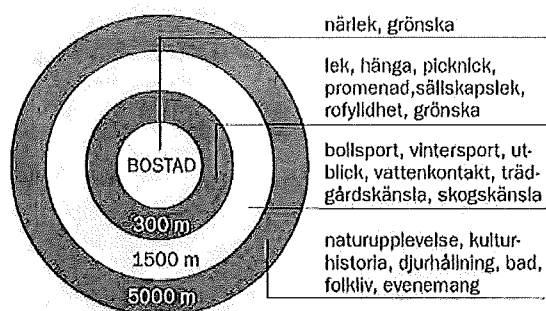 närlek, grönska
lek, hänga, picknick,
promenad,sällskapslek,
rofylldhet, grönska
bollsport, vintersport, ut-
blick, vattenkontakt, träd-
gårdskänsla, skogskänsla
naturupplevelse, kultur-
historia, djurhållning, bad,
folkliv, evenemang
BOSTAD
300 m
1500 m
5000 m